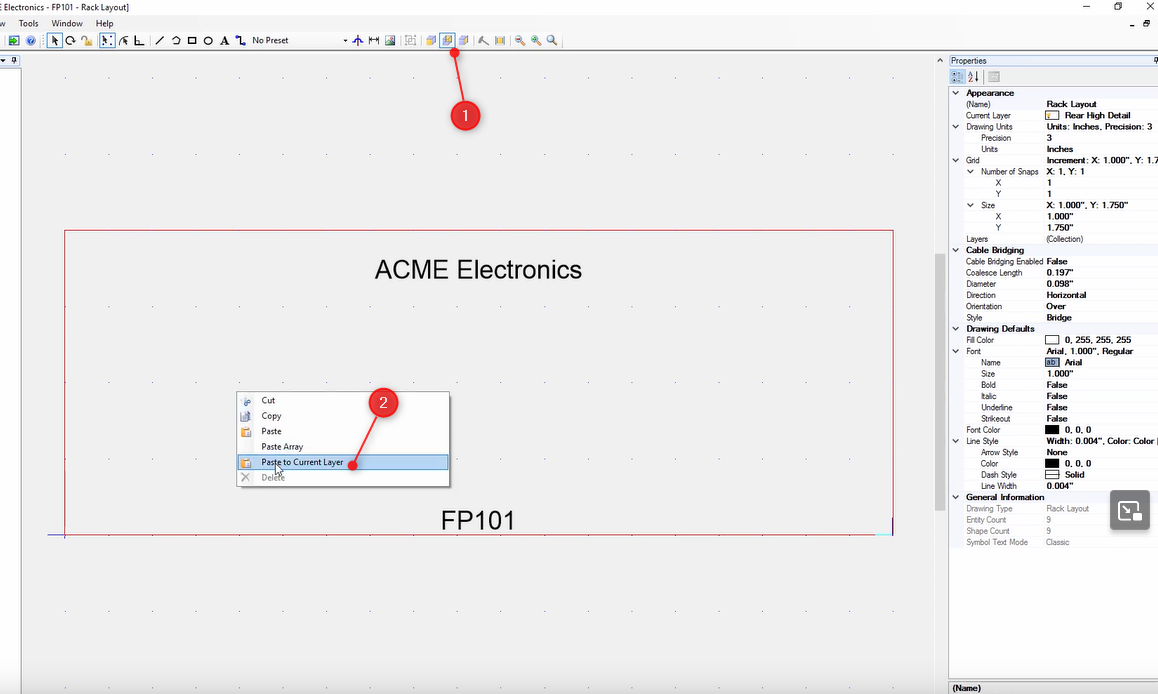 E Electronics - FP101 - Rack Layout]
w Tools Window Help
No Preset
1
ACME Electronics
Cut
Copy
Paste
Paste Array
Paste to Current Layer
Delete
2
FP101
Properties
Appearance
(Name) Rack Layout
Current Layer Rear High Detail
Drawing Units Units: Inches, Precision: 3
Precision 3
Units Inches
Grid Increment: X: 1.000", Y: 1.7
Number of Snaps X: 1, Y: 1
X 1
Y 1
Size X: 1.000", Y: 1.750"
X 1.000"
Y 1.750"
Layers (Collection)
Cable Bridging
Cable Bridging Enabled False
Coalesce Length 0.197"
Diameter 0.098"
Direction Horizontal
Orientation Over
Style Bridge
Drawing Defaults
Fill Color 0, 255, 255, 255
Font Arial, 1.000", Regular
Name ab Arial
Size 1.000"
Bold False
Italic False
Underline False
Strikeout False
Font Color 0, 0, 0
Line Style Width: 0.004", Color: Color [
Arrow Style None
Color 0, 0, 0
Dash Style Solid
Line Width 0.004"
General Information
Drawing Type Rack Layout
Entity Count 9
Shape Count 9
Symbol Text Mode Classic
(Name)